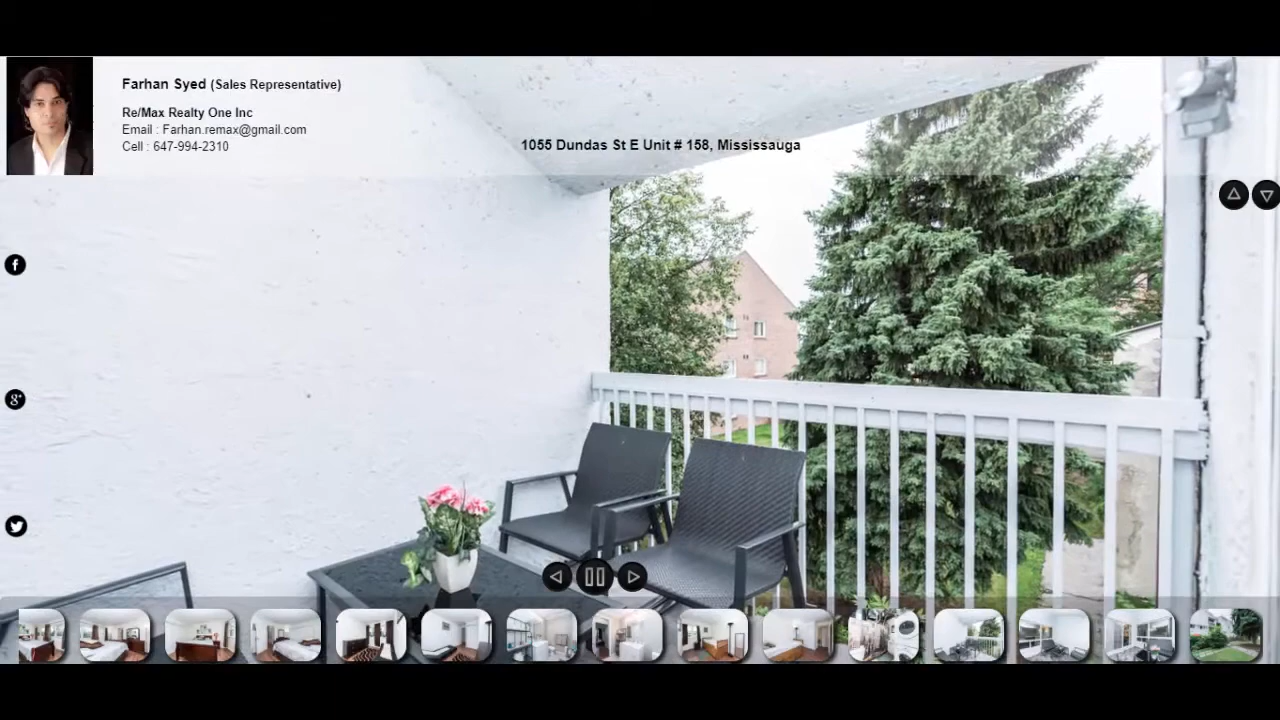 Farhan Syed (Sales Representative)
Re/Max Realty One Inc
Email : Farhan.remax@gmail.com
Cell : 647-994-2310
1055 Dundas St E Unit # 158, Mississauga
f
g+